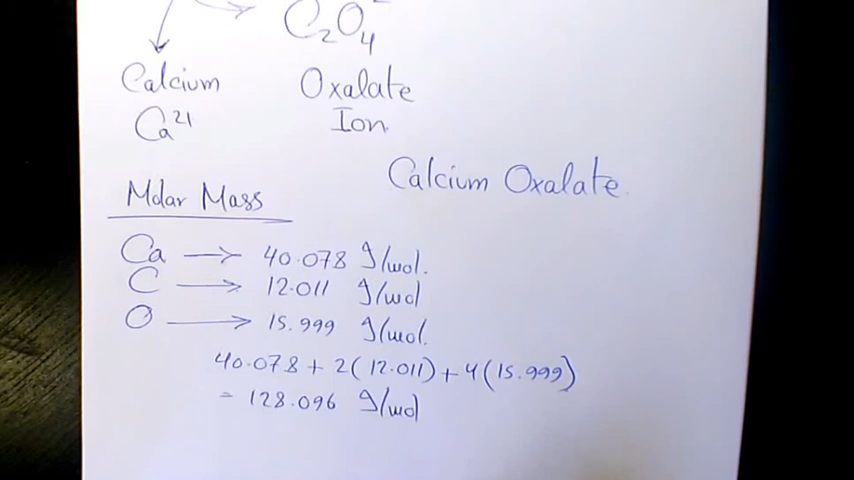 C₂O₄⁻
Calcium Oxalate
Ca²⁺ Ion
Calcium Oxalate.
Molar Mass
Ca → 40.078 g/mol.
C → 12.011 g/mol
O → 15.999 g/mol.
40.078 + 2(12.011) + 4(15.999)
= 128.096 g/mol